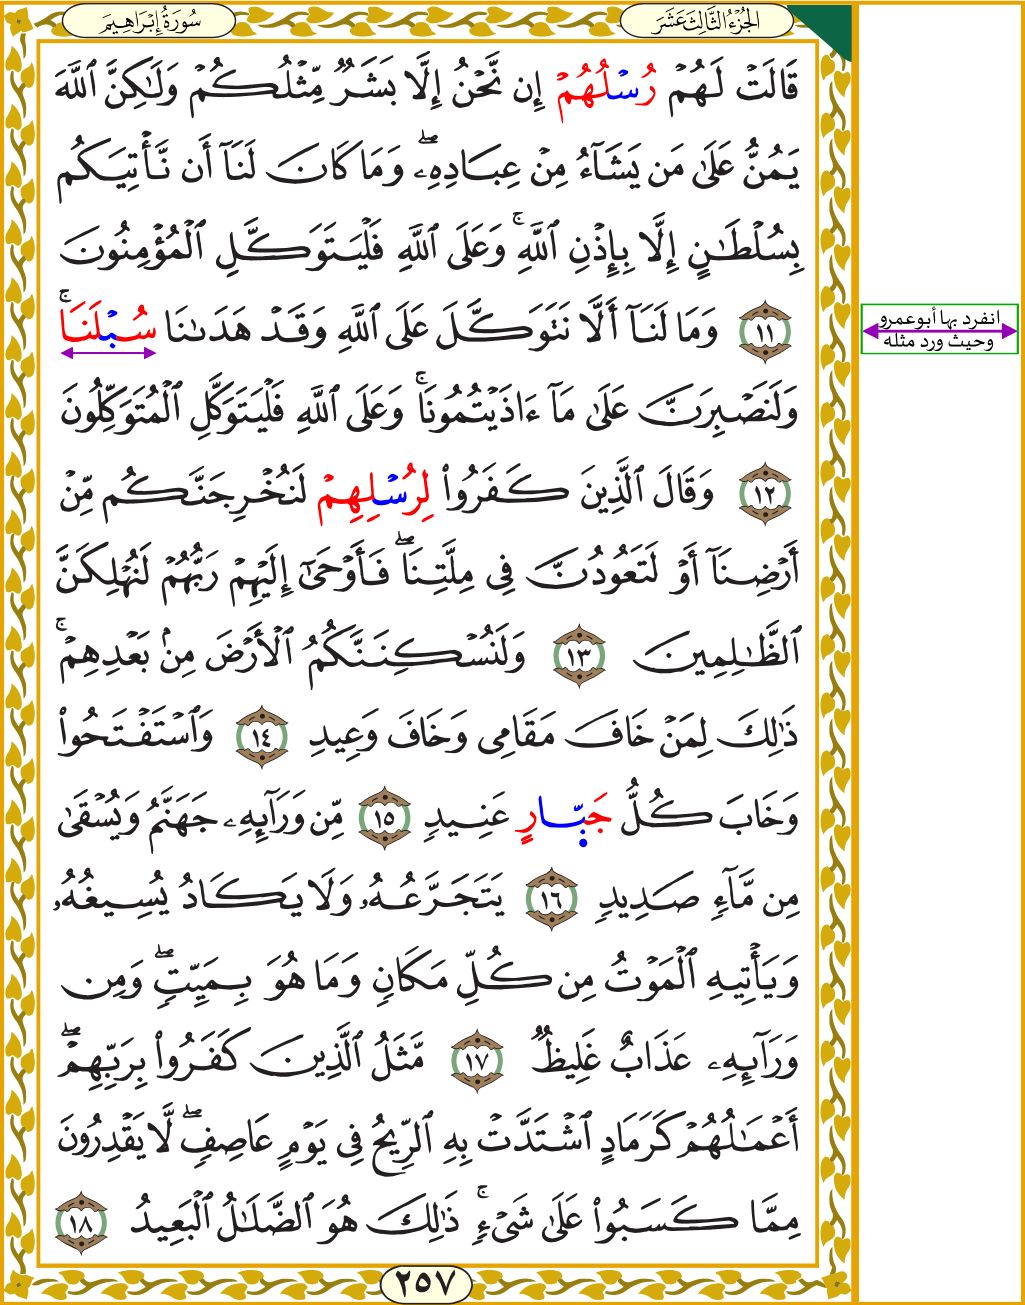 سُورَةُ إِبْرَاهِيمَ
الجُزْءُ الثَّالِثَ عَشَرَ
قَالَتۡ لَهُمۡ رُسۡلُهُمۡ إِن نَّحۡنُ إِلَّا بَشَرٞ مِّثۡلُكُمۡ وَلَٰكِنَّ ٱللَّهَ
يَمُنُّ عَلَىٰ مَن يَشَآءُ مِنۡ عِبَادِهِۦۖ وَمَا كَانَ لَنَآ أَن نَّأۡتِيَكُم
بِسُلۡطَٰنٍ إِلَّا بِإِذۡنِ ٱللَّهِۚ وَعَلَى ٱللَّهِ فَلۡيَتَوَكَّلِ ٱلۡمُؤۡمِنُونَ
١١ وَمَا لَنَآ أَلَّا نَتَوَكَّلَ عَلَى ٱللَّهِ وَقَدۡ هَدَىٰنَا سُبۡلَنَاۚ
وَلَنَصۡبِرَنَّ عَلَىٰ مَآ ءَاذَيۡتُمُونَاۚ وَعَلَى ٱللَّهِ فَلۡيَتَوَكَّلِ ٱلۡمُتَوَكِّلُونَ
١٢ وَقَالَ ٱلَّذِينَ كَفَرُواْ لِرُسۡلِهِمۡ لَنُخۡرِجَنَّكُم مِّنۡ
أَرۡضِنَآ أَوۡ لَتَعُودُنَّ فِي مِلَّتِنَاۖ فَأَوۡحَىٰٓ إِلَيۡهِمۡ رَبُّهُمۡ لَنُهۡلِكَنَّ
ٱلظَّٰلِمِينَ ١٣ وَلَنُسۡكِنَنَّكُمُ ٱلۡأَرۡضَ مِنۢ بَعۡدِهِمۡۚ
ذَٰلِكَ لِمَنۡ خَافَ مَقَامِي وَخَافَ وَعِيدِ ١٤ وَٱسۡتَفۡتَحُواْ
وَخَابَ كُلُّ جَبّارٍ عَنِيدٖ ١٥ مِّن وَرَآئِهِۦ جَهَنَّمُ وَيُسۡقَىٰ
مِن مَّآءٖ صَدِيدٖ ١٦ يَتَجَرَّعُهُۥ وَلَا يَكَادُ يُسِيغُهُۥ
وَيَأۡتِيهِ ٱلۡمَوۡتُ مِن كُلِّ مَكَانٖ وَمَا هُوَ بِمَيِّتٖۖ وَمِن
وَرَآئِهِۦ عَذَابٌ غَلِيظٞ ١٧ مَّثَلُ ٱلَّذِينَ كَفَرُواْ بِرَبِّهِمۡۖ
أَعۡمَٰلُهُمۡ كَرَمَادٍ ٱشۡتَدَّتۡ بِهِ ٱلرِّيحُ فِي يَوۡمٍ عَاصِفٖۖ لَّا يَقۡدِرُونَ
مِمَّا كَسَبُواْ عَلَىٰ شَيۡءٖۚ ذَٰلِكَ هُوَ ٱلضَّلَٰلُ ٱلۡبَعِيدُ ١٨
٢٥٧
انفرد بها أبو عمرو
وحيث ورد مثله